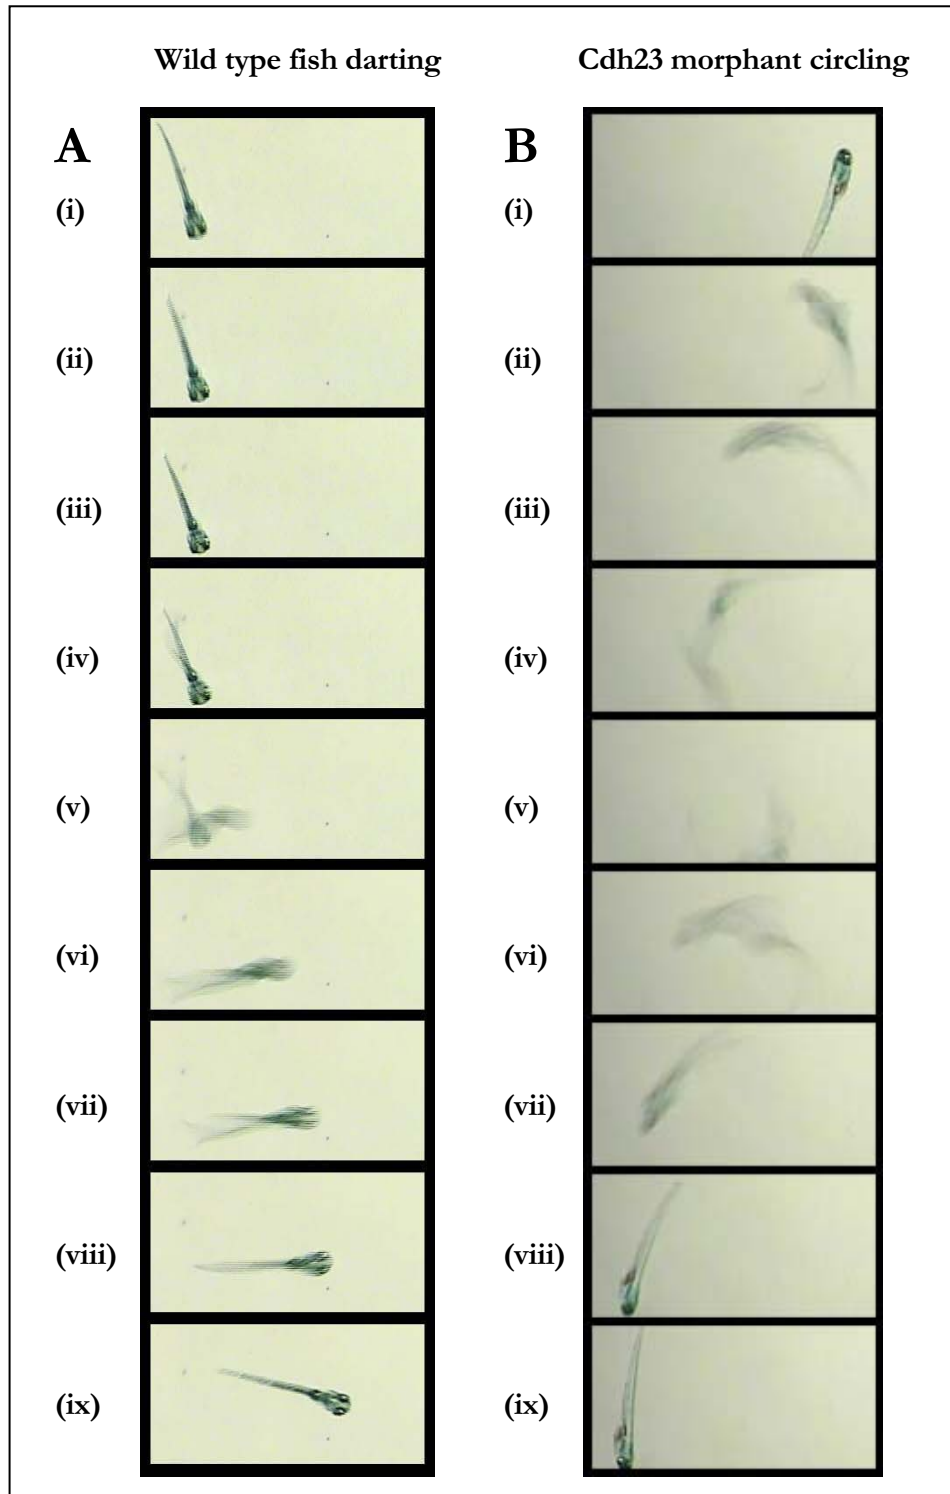 Wild type fish darting
Cdh23 morphant circling
A
B
(i)
(i)
(ii)
(ii)
(iii)
(iii)
(iv)
(iv)
(v)
(v)
(vi)
(vi)
(vii)
(vii)
(viii)
(viii)
(ix)
(ix)